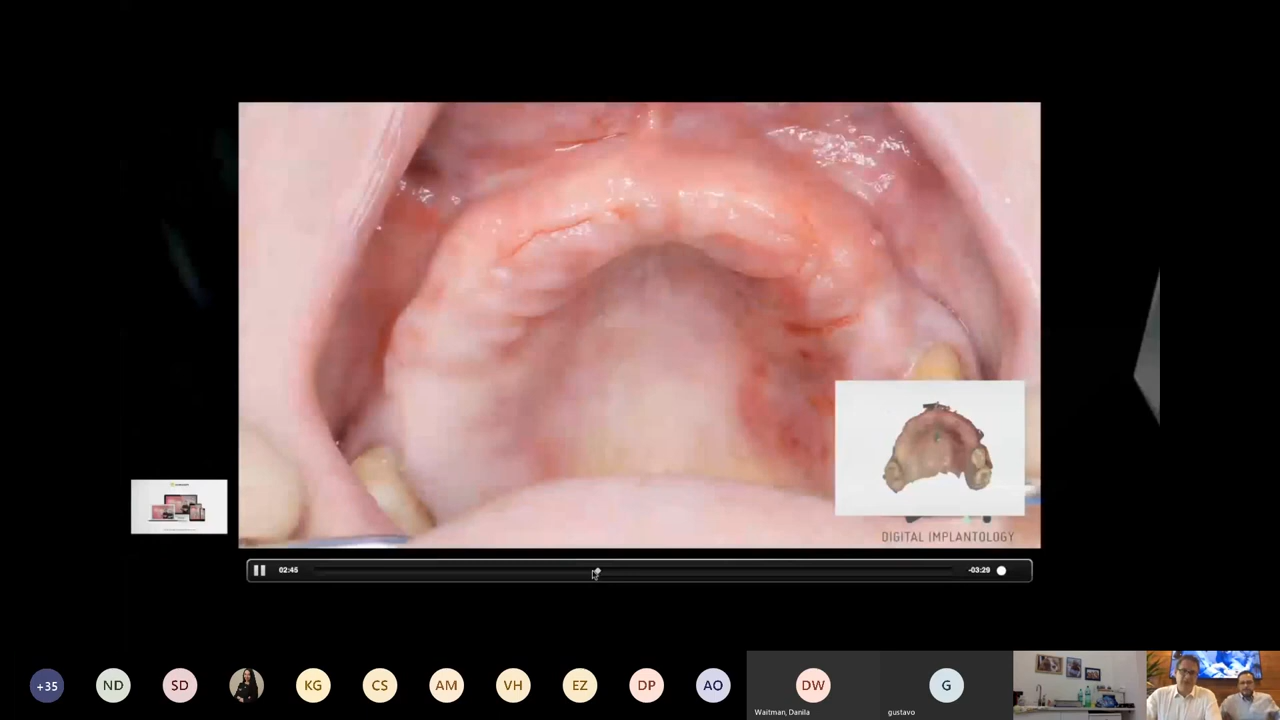 DIGITAL IMPLANTOLOGY
02:45
-03:29
+35
ND
SD
KG
CS
AM
VH
EZ
DP
AO
DW
G
Waitman, Danila
gustavo